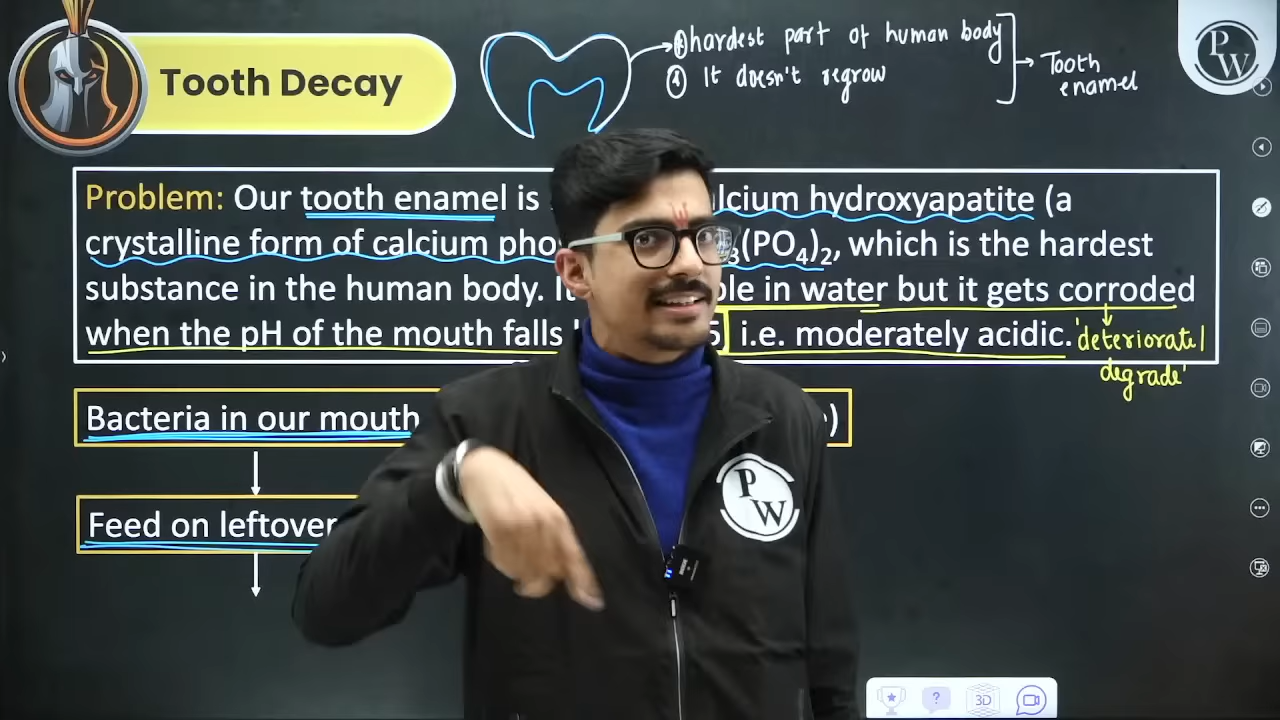 Tooth Decay
① hardest part of human body
② It doesn't regrow
Tooth
enamel
P
W
Problem: Our tooth enamel is lcium hydroxyapatite (a
crystalline form of calcium pho 3(PO4)2, which is the hardest
substance in the human body. It ble in water but it gets corroded
when the pH of the mouth falls 5, i.e. moderately acidic.
'deteriorate/
degrade'
Bacteria in our mouth )
Feed on leftover
P
W
3D